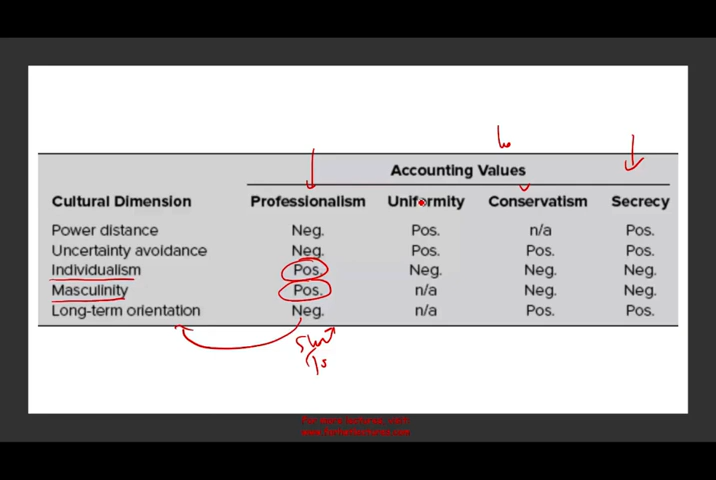 Accounting Values
Cultural Dimension Professionalism Uniformity Conservatism Secrecy
Power distance Neg. Pos. n/a Pos.
Uncertainty avoidance Neg. Pos. Pos. Pos.
Individualism Pos. Neg. Neg. Neg.
Masculinity Pos. n/a Neg. Neg.
Long-term orientation Neg. n/a Pos. Pos.